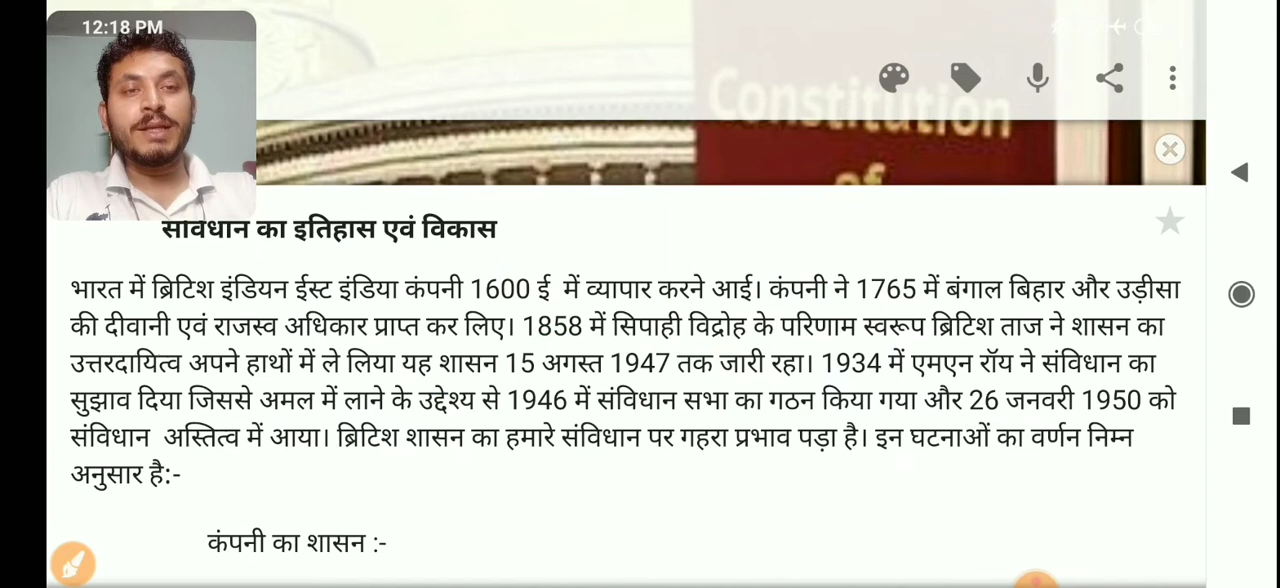 12:18 PM
Constitution
of
संविधान का इतिहास एवं विकास
भारत में ब्रिटिश इंडियन ईस्ट इंडिया कंपनी 1600 ई में व्यापार करने आई। कंपनी ने 1765 में बंगाल बिहार और उड़ीसा
की दीवानी एवं राजस्व अधिकार प्राप्त कर लिए। 1858 में सिपाही विद्रोह के परिणाम स्वरूप ब्रिटिश ताज ने शासन का
उत्तरदायित्व अपने हाथों में ले लिया यह शासन 15 अगस्त 1947 तक जारी रहा। 1934 में एमएन रॉय ने संविधान का
सुझाव दिया जिससे अमल में लाने के उद्देश्य से 1946 में संविधान सभा का गठन किया गया और 26 जनवरी 1950 को
संविधान अस्तित्व में आया। ब्रिटिश शासन का हमारे संविधान पर गहरा प्रभाव पड़ा है। इन घटनाओं का वर्णन निम्न
अनुसार है:-
कंपनी का शासन :-